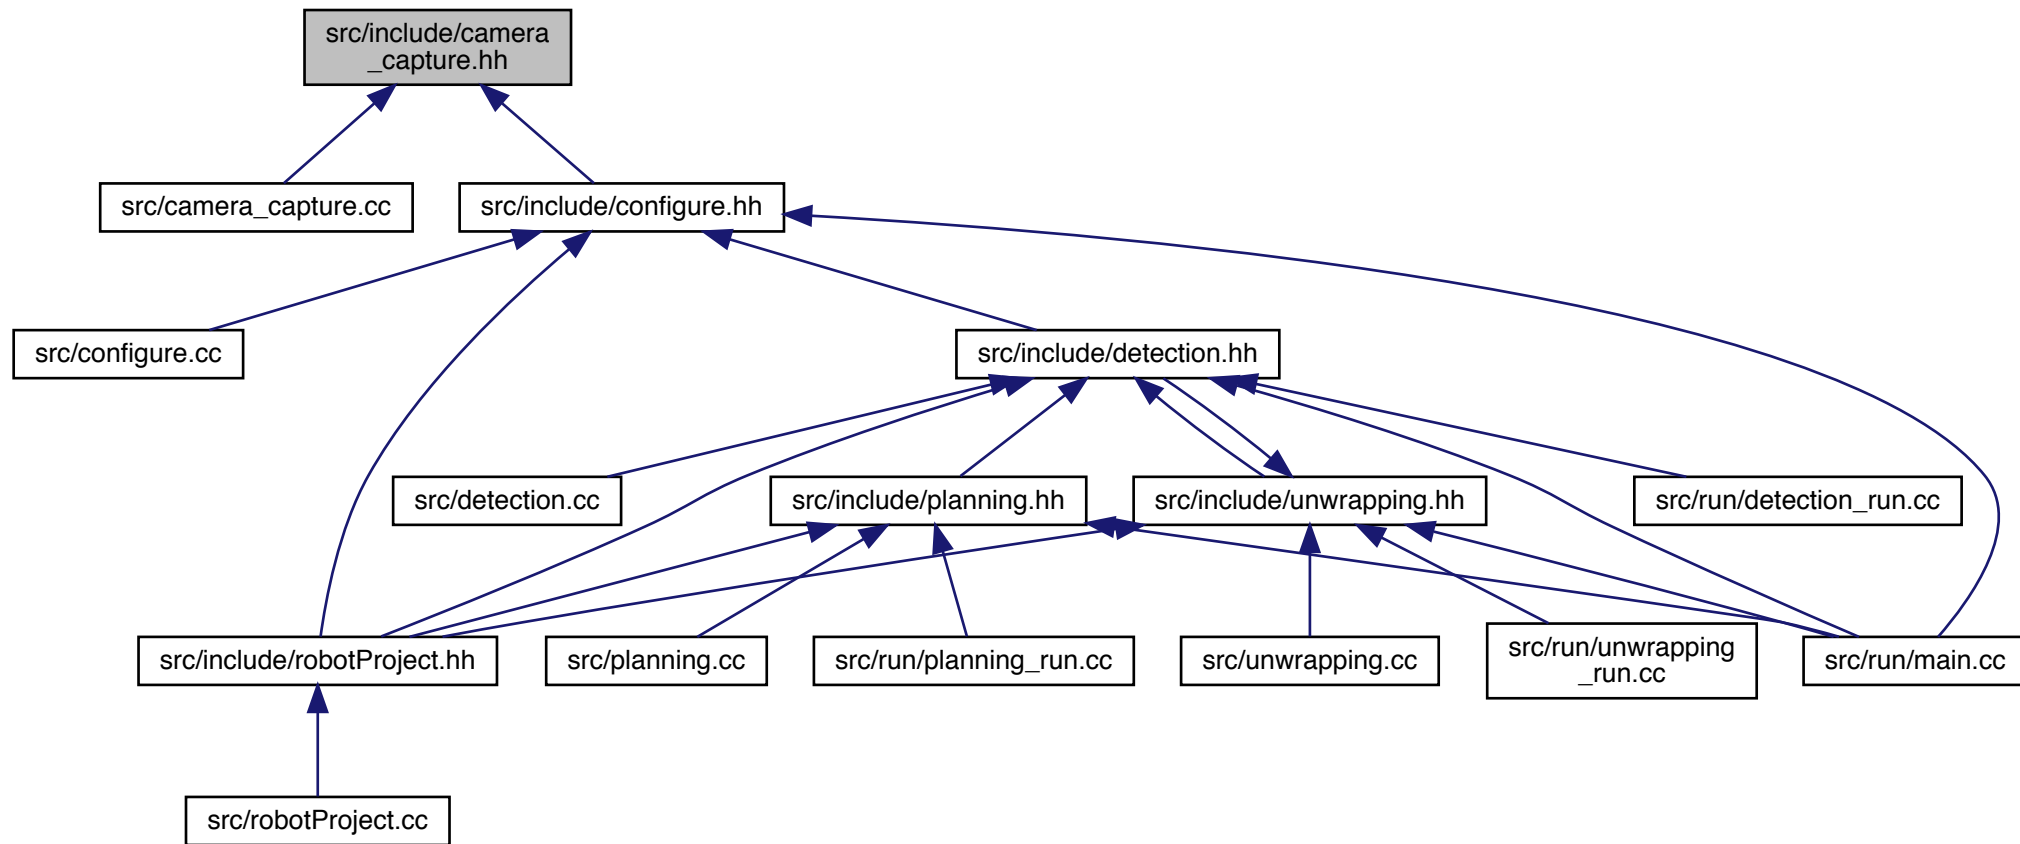 src/include/camera
_capture.hh
src/camera_capture.cc
src/include/configure.hh
src/configure.cc
src/include/detection.hh
src/detection.cc
src/include/planning.hh
src/include/unwrapping.hh
src/run/detection_run.cc
src/include/robotProject.hh
src/planning.cc
src/run/planning_run.cc
src/unwrapping.cc
src/run/unwrapping
_run.cc
src/run/main.cc
src/robotProject.cc